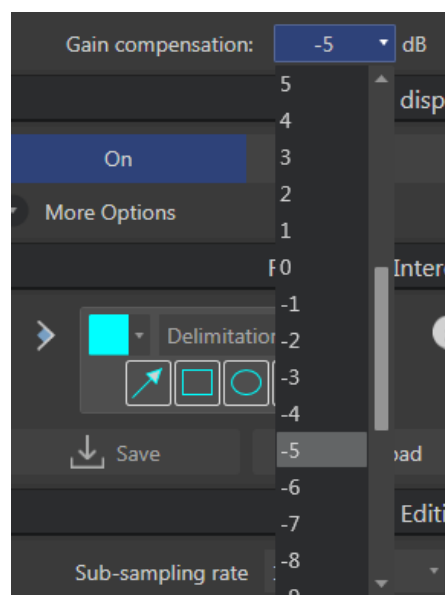 Gain compensation: -5 dB
5
disp
4
On 3
2
More Options
1
0 Inter
-1
Delimitation -2
-3
-4
Save -5 oad
-6
Editi
-7
Sub-sampling rate -8